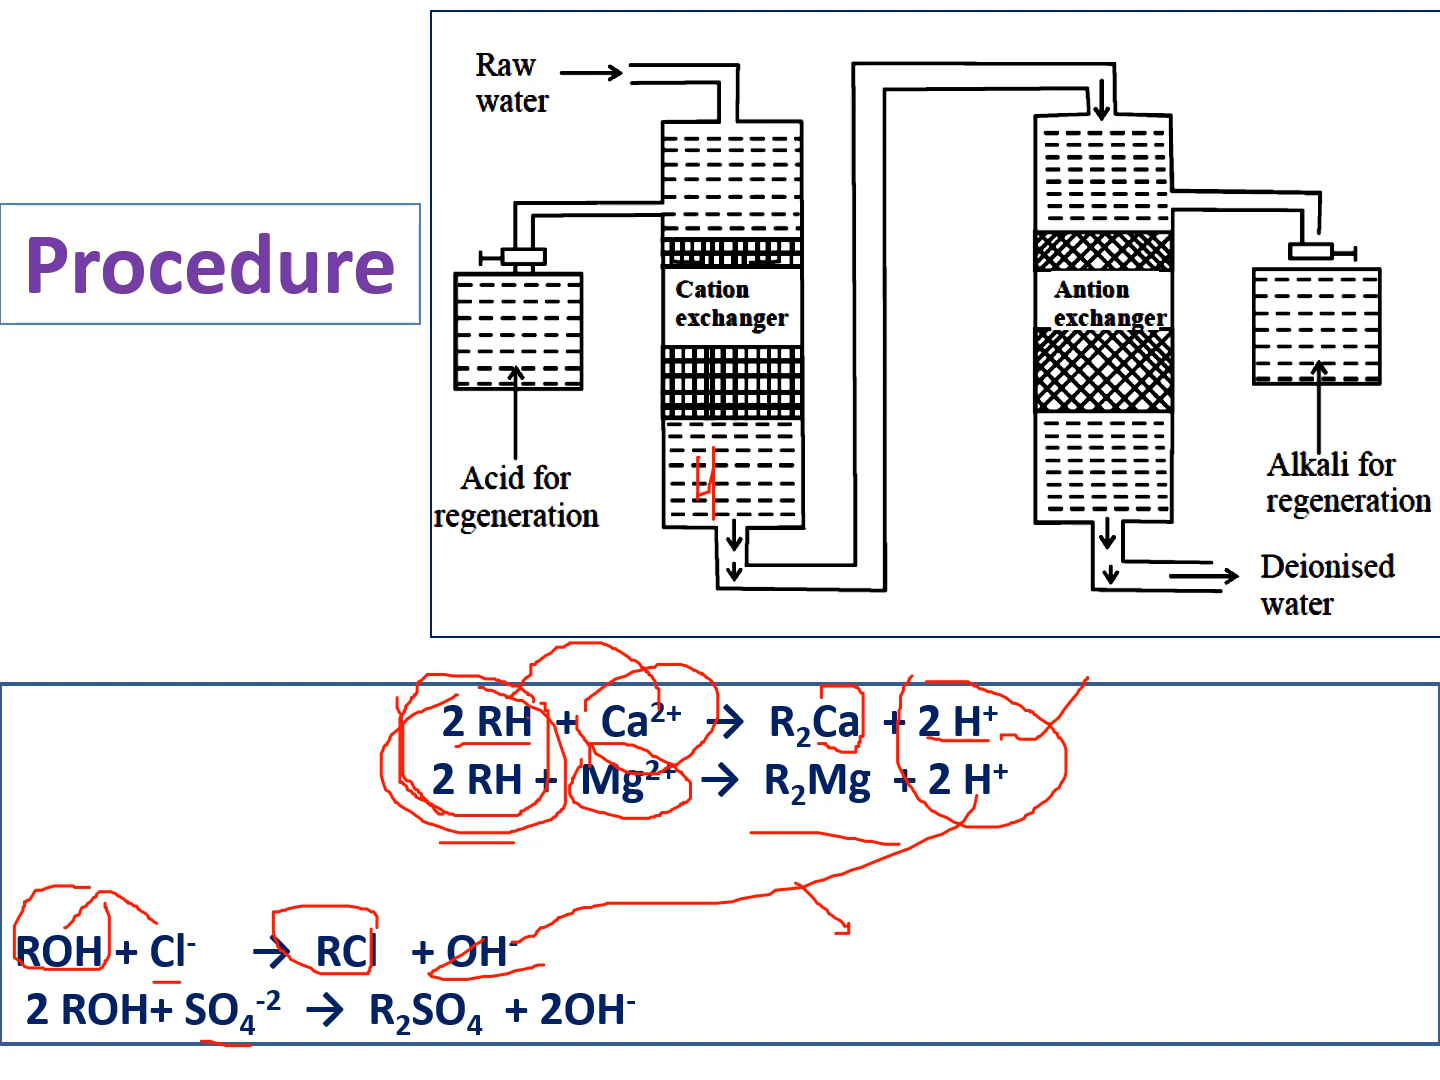 Raw
water
Procedure
Cation
exchanger
Antion
exchanger
Acid for
regeneration
Alkali for
regeneration
Deionised
water
2 RH + Ca²⁺ → R₂Ca + 2 H⁺
2 RH + Mg²⁺ → R₂Mg + 2 H⁺
ROH + Cl⁻ → RCl + OH⁻
2 ROH+ SO₄⁻² → R₂SO₄ + 2OH⁻